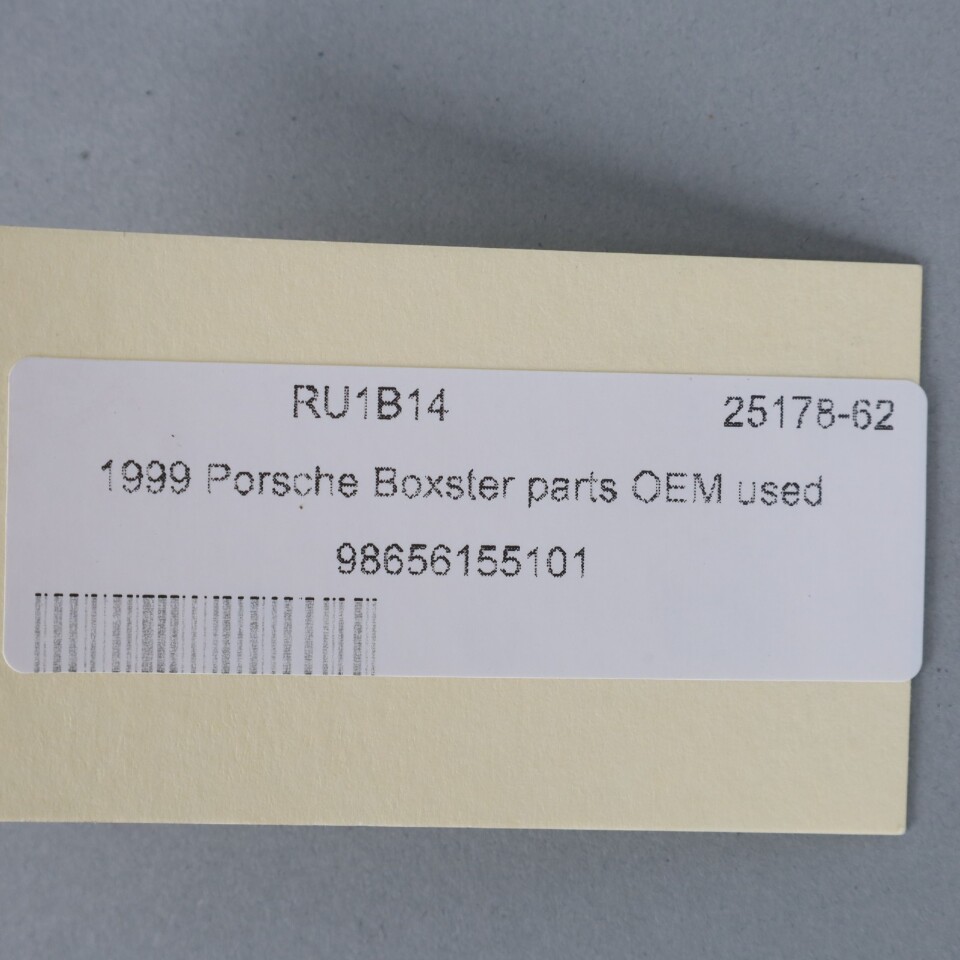 RU1B14 25178-62
1999 Porsche Boxster parts OEM used
98656155101